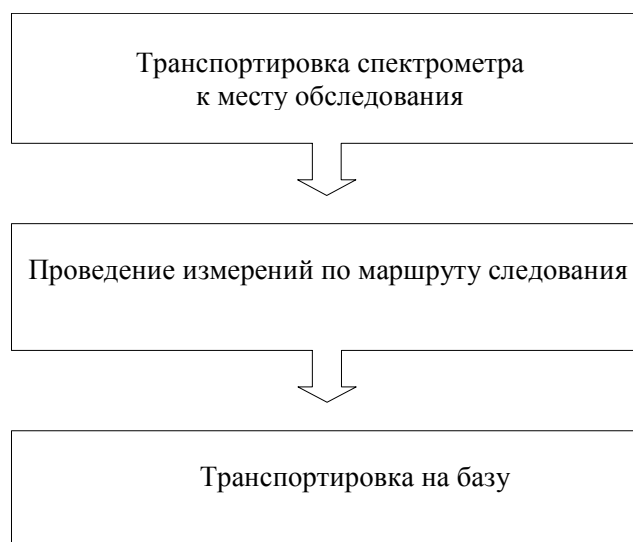 Транспортировка спектрометра
к месту обследования
Проведение измерений по маршруту следования
Транспортировка на базу